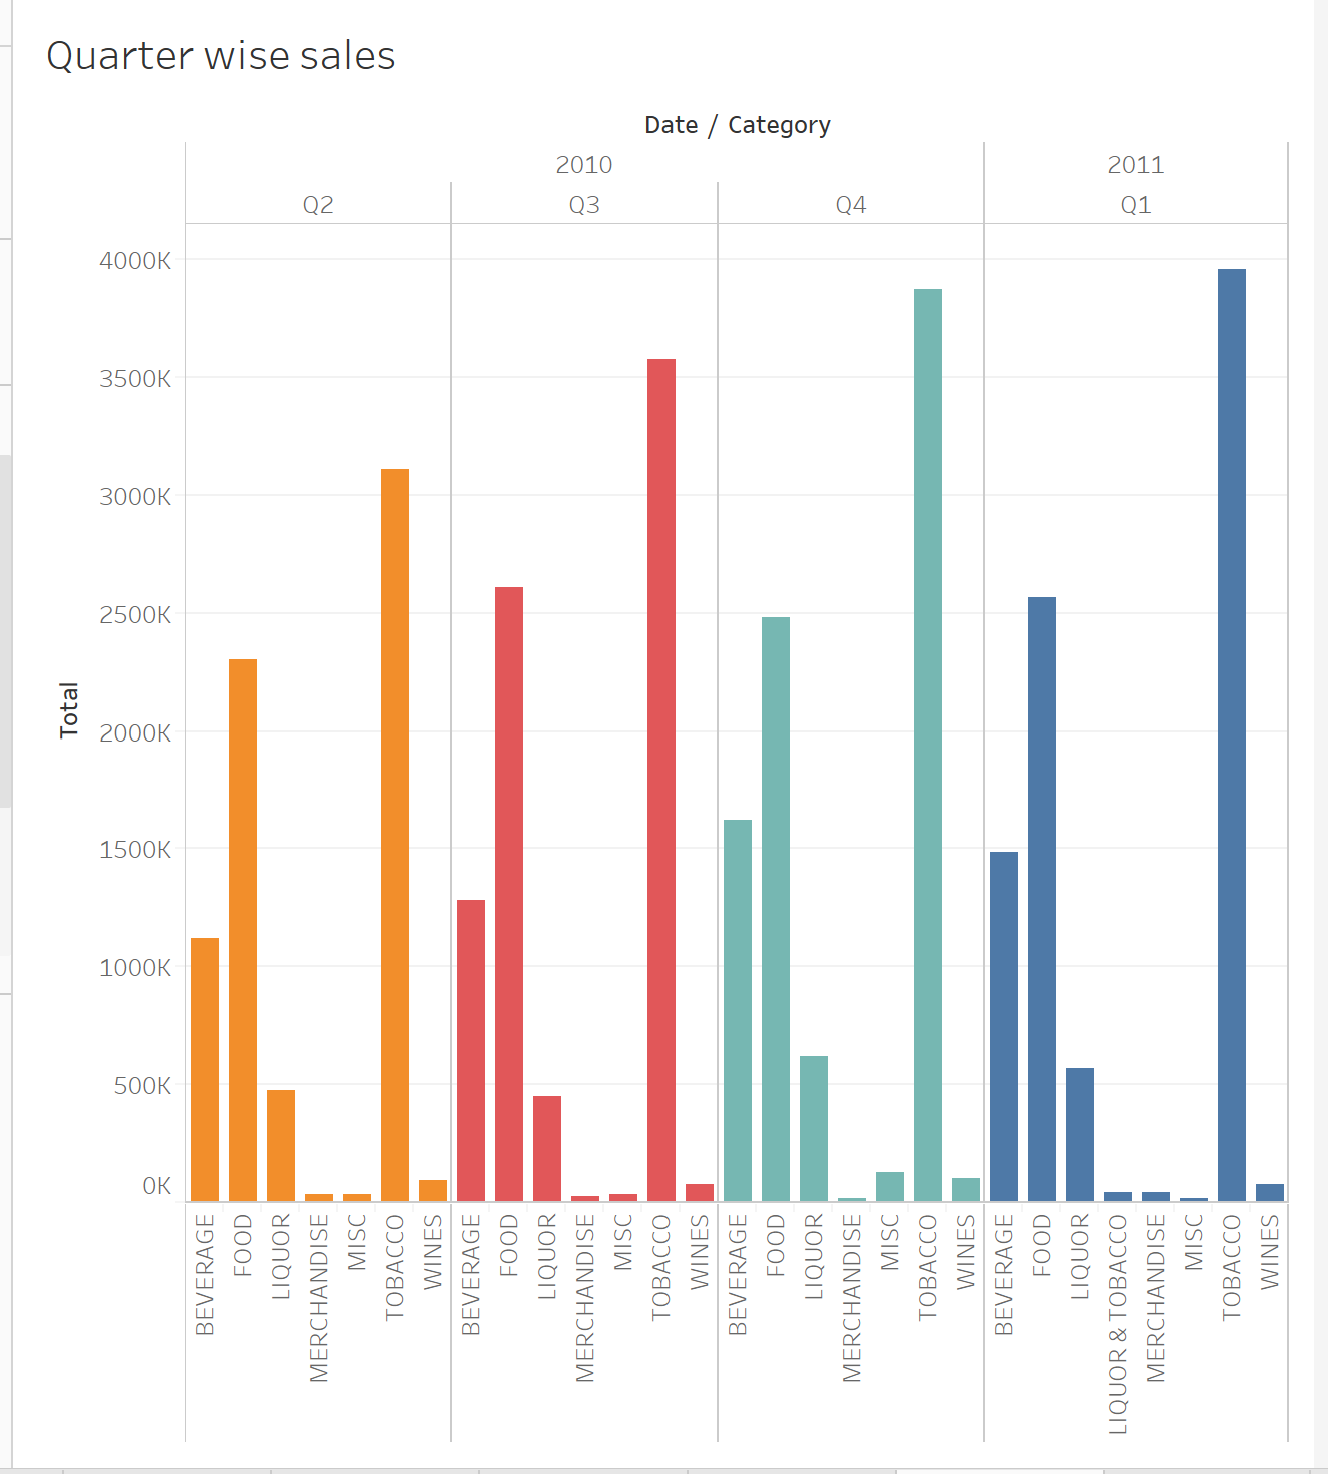 Quarter wise sales
Date / Category
2010 2011
Q2 Q3 Q4 Q1
4000K
3500K
3000K
2500K
2000K
1500K
1000K
500K
0K
Total
BEVERAGE
FOOD
LIQUOR
MERCHANDISE
MISC
TOBACCO
WINES
BEVERAGE
FOOD
LIQUOR
MERCHANDISE
MISC
TOBACCO
WINES
BEVERAGE
FOOD
LIQUOR
MERCHANDISE
MISC
TOBACCO
WINES
BEVERAGE
FOOD
LIQUOR
LIQUOR & TOBACCO
MERCHANDISE
MISC
TOBACCO
WINES